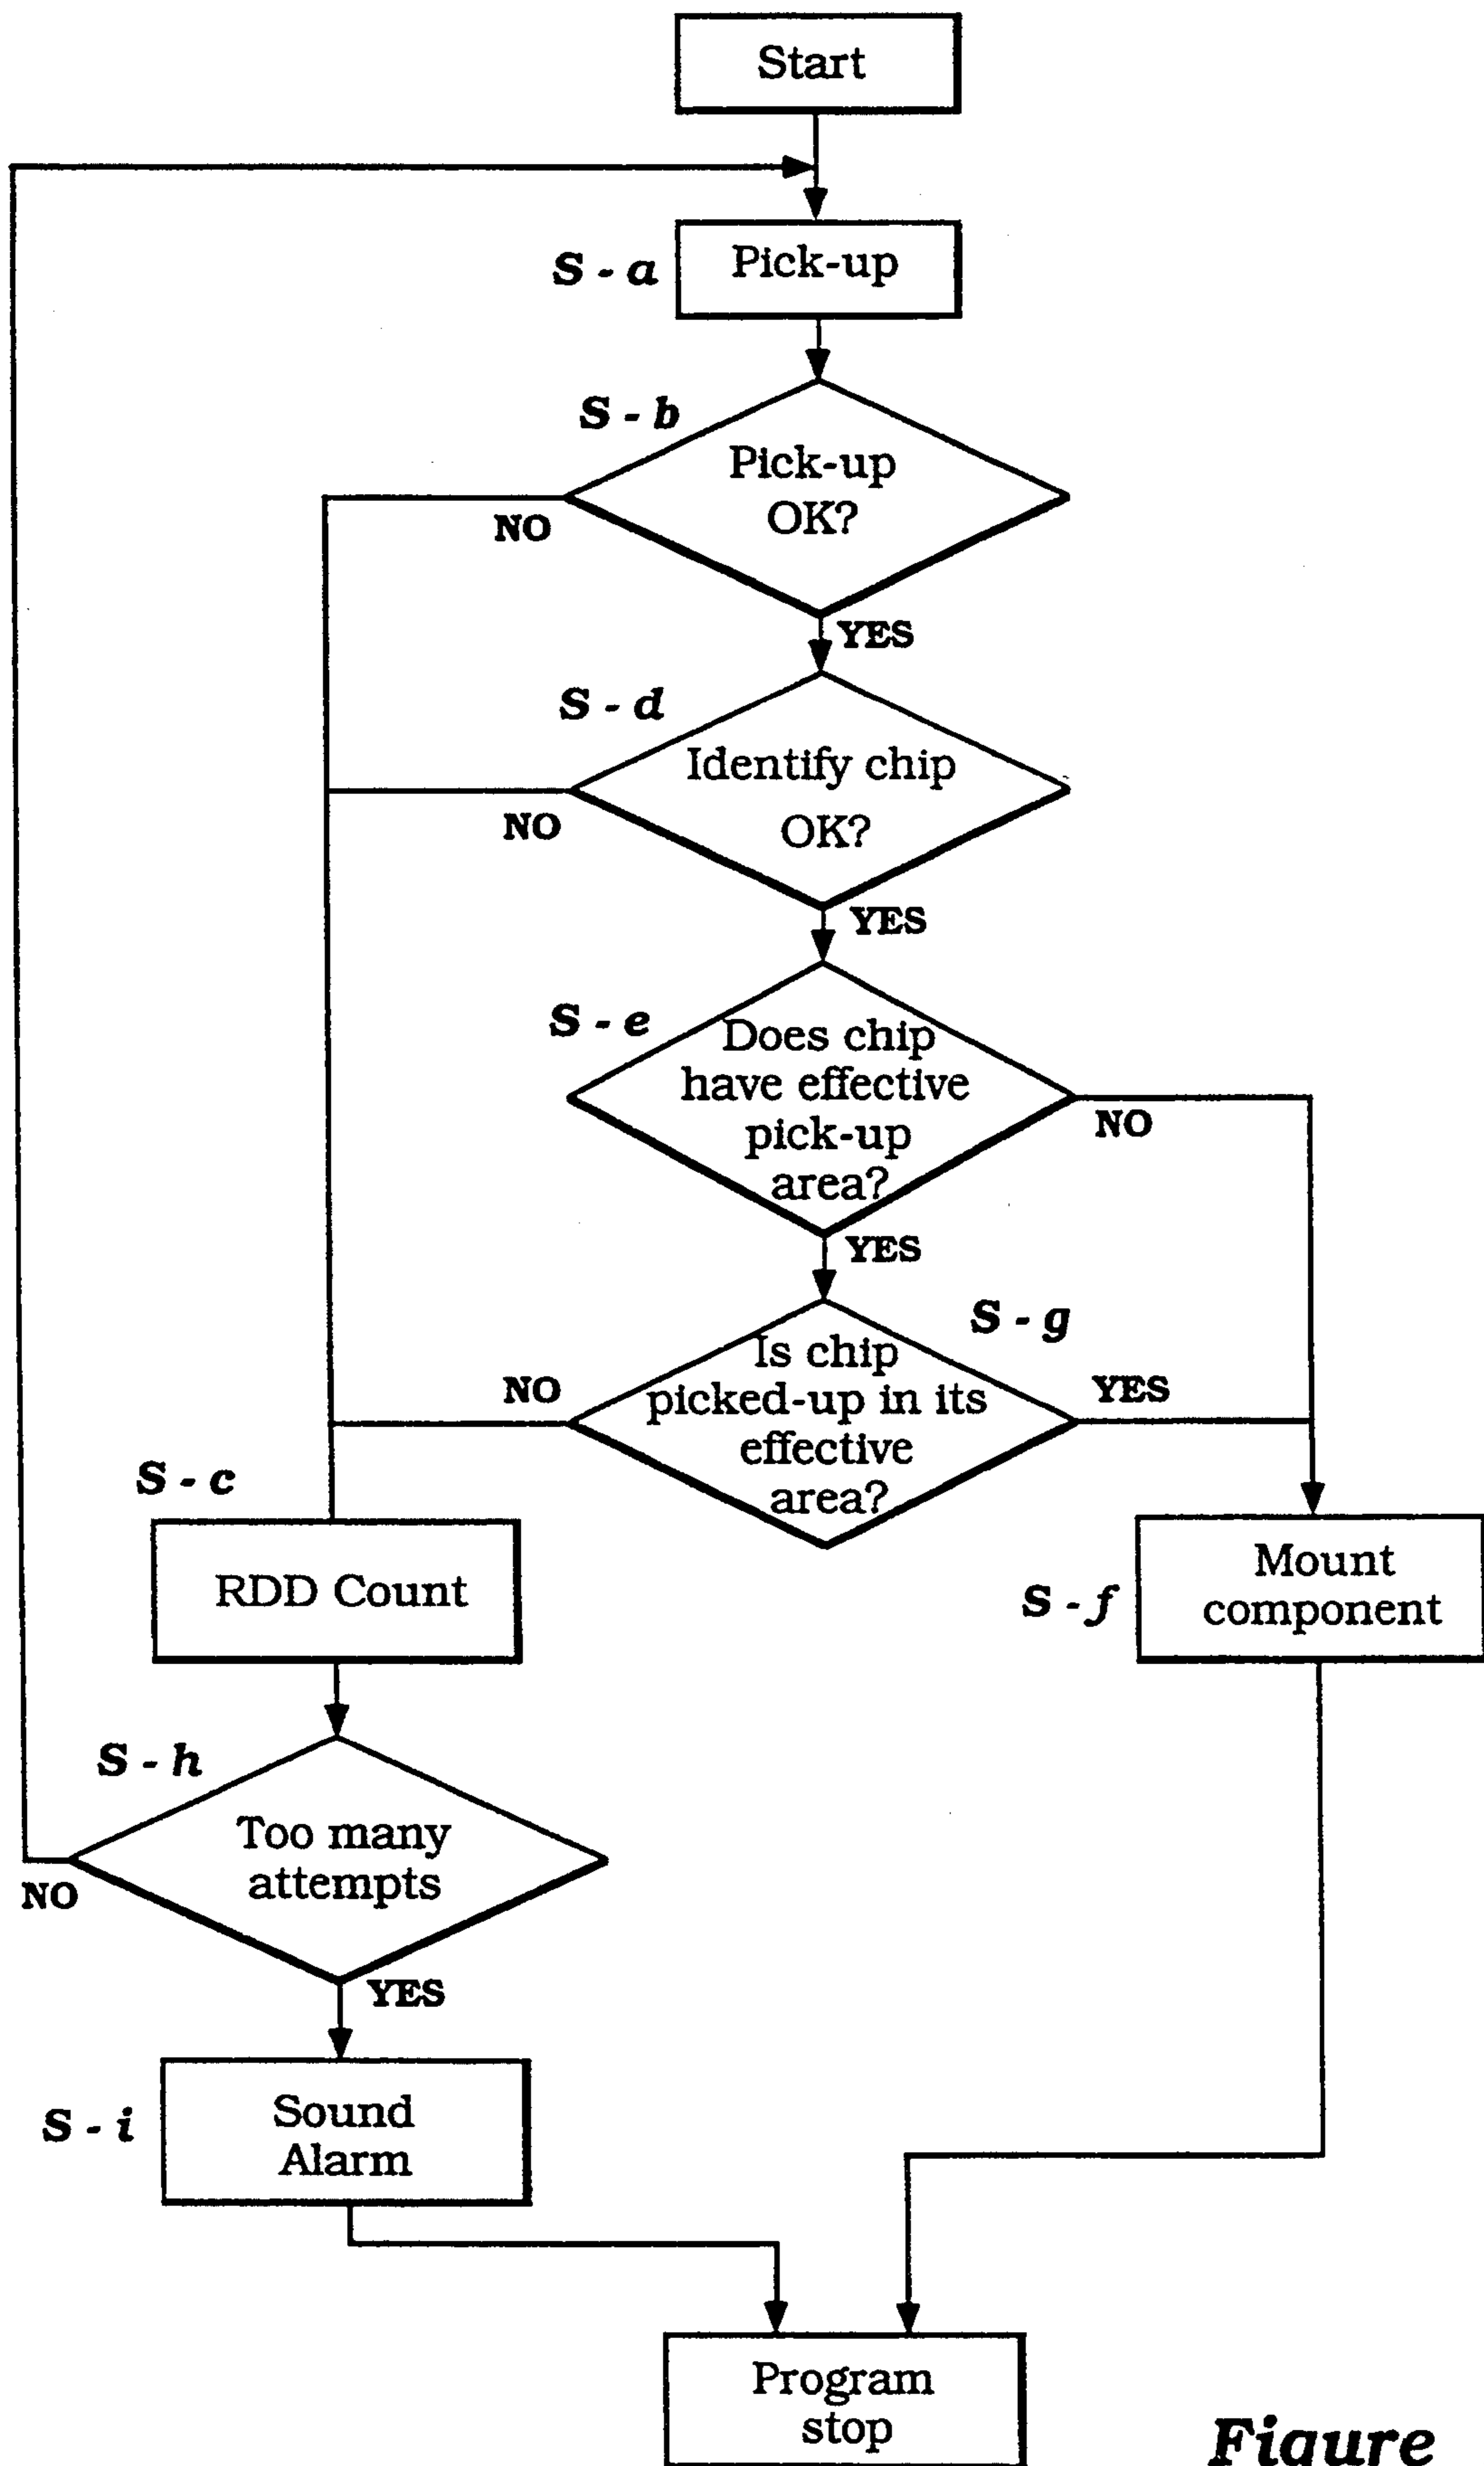 Start
S - a
Pick-up
S - b
Pick-up
OK?
NO
YES
S - d
Identify chip
OK?
NO
YES
S - e
Does chip
have effective
pick-up
area?
NO
YES
S - g
Is chip
picked-up in its
effective
area?
NO
YES
S - c
RDD Count
S - f
Mount
component
S - h
Too many
attempts
NO
YES
S - i
Sound
Alarm
Program
stop
Figure